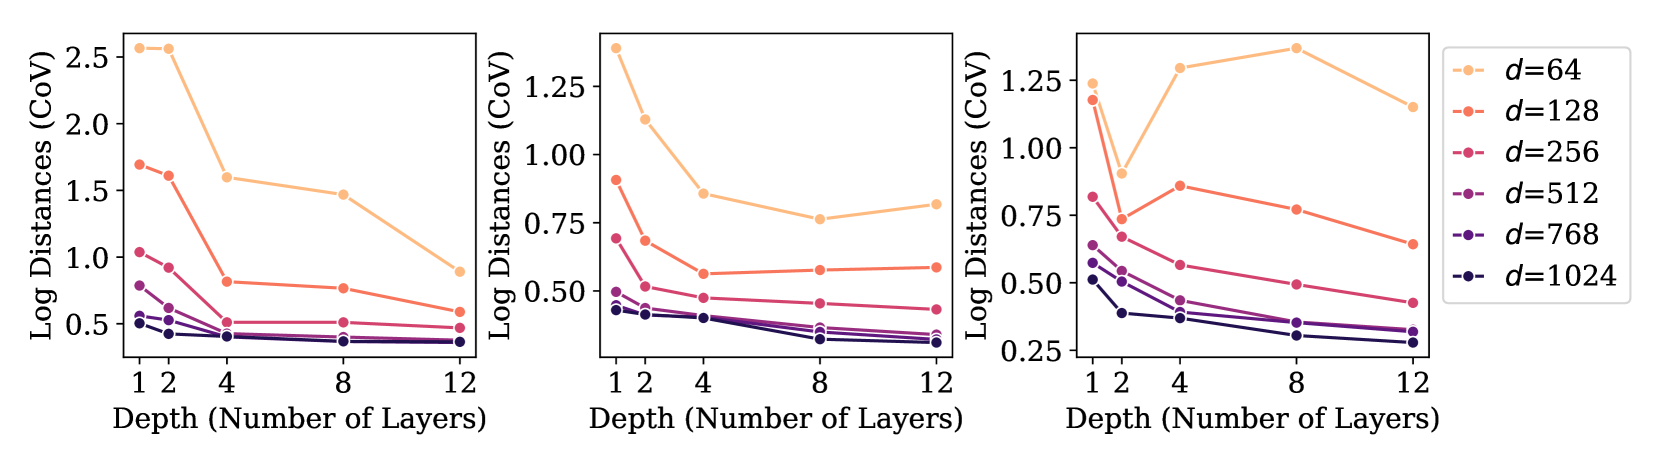 Log Distances (CoV)
2.5
2.0
1.5
1.0
0.5
1 2 4 8 12
Depth (Number of Layers)
Log Distances (CoV)
1.25
1.00
0.75
0.50
1 2 4 8 12
Depth (Number of Layers)
Log Distances (CoV)
1.25
1.00
0.75
0.50
0.25
1 2 4 8 12
Depth (Number of Layers)
d=64
d=128
d=256
d=512
d=768
d=1024